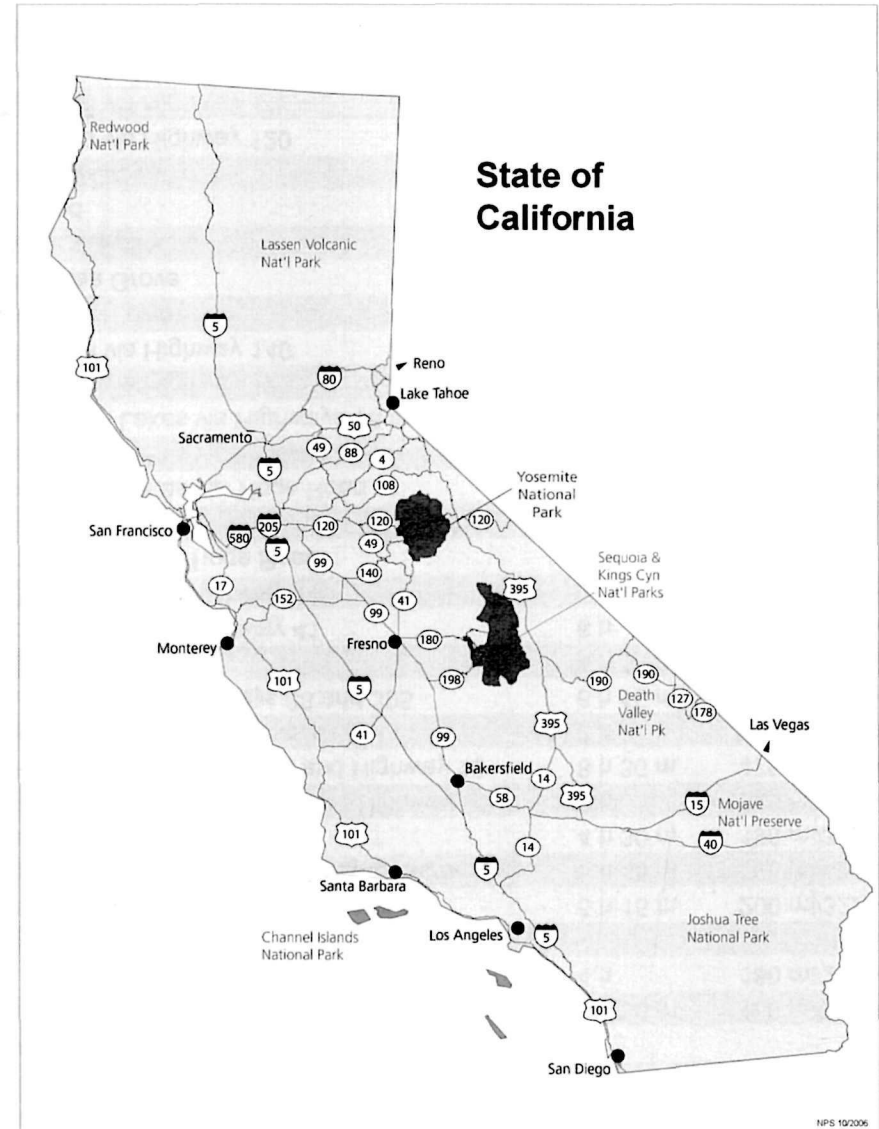 State of
California
Redwood
Nat'l Park
Lassen Volcanic
Nat'l Park
5
101
Reno
80
Lake Tahoe
50
Sacramento
49
88
4
5
108
Yosemite
National
Park
San Francisco
580
205
120
120
120
5
99
49
140
Sequoia &
Kings Cyn
Nat'l Parks
17
152
99
41
395
Monterey
Fresno
180
101
5
198
190
190
127
178
Death
Valley
Nat'l Pk
41
99
395
Las Vegas
Bakersfield
14
58
395
15
Mojave
Nat'l Preserve
101
14
40
Santa Barbara
5
Channel Islands
National Park
Los Angeles
5
Joshua Tree
National Park
101
San Diego
NPS 10/2006